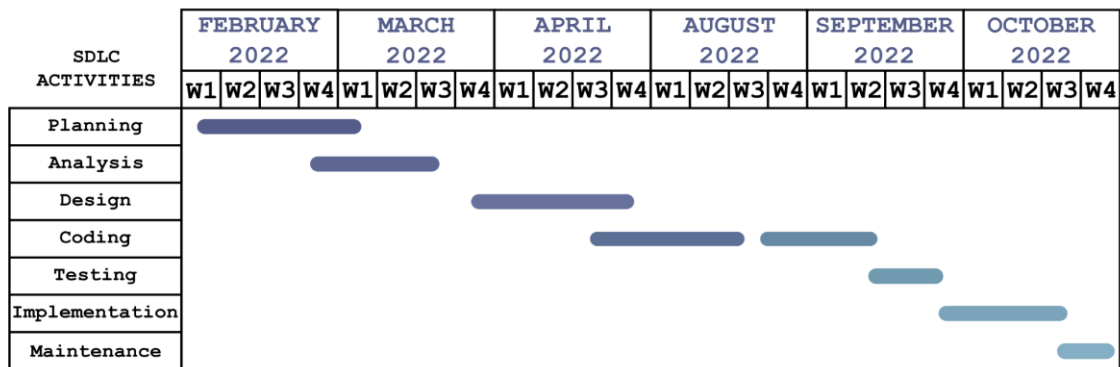 SDLC
ACTIVITIES
FEBRUARY
2022
MARCH
2022
APRIL
2022
AUGUST
2022
SEPTEMBER
2022
OCTOBER
2022
W1 W2 W3 W4 W1 W2 W3 W4 W1 W2 W3 W4 W1 W2 W3 W4 W1 W2 W3 W4 W1 W2 W3 W4
Planning
Analysis
Design
Coding
Testing
Implementation
Maintenance